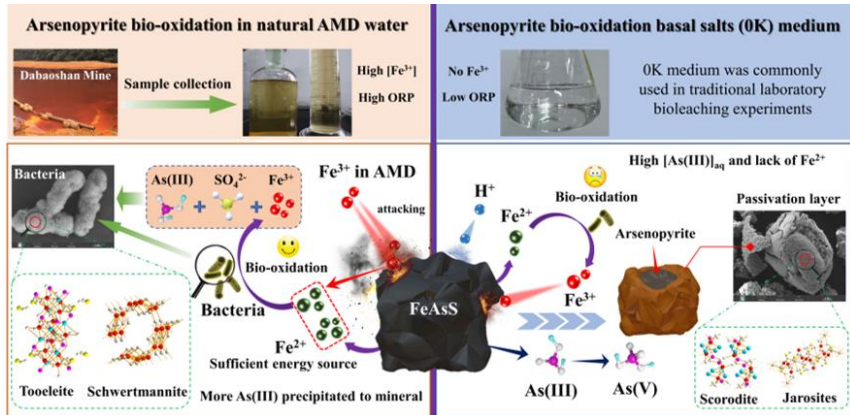 Arsenopyrite bio-oxidation in natural AMD water
Dabaoshan Mine
Sample collection
High [Fe³⁺]
High ORP
Arsenopyrite bio-oxidation basal salts (0K) medium
No Fe³⁺
Low ORP
0K medium was commonly
used in traditional laboratory
bioleaching experiments
Bacteria
As(III)
SO₄²⁻
Fe³⁺
+
+
Fe³⁺ in AMD
attacking
Bio-oxidation
Bacteria
Fe²⁺
Sufficient energy source
Tooeleite
Schwertmannite
More As(III) precipitated to mineral
FeAsS
High [As(III)]aq and lack of Fe²⁺
H⁺
Bio-oxidation
Fe²⁺
Fe³⁺
Arsenopyrite
Passivation layer
As(III)
As(V)
Scorodite
Jarosites